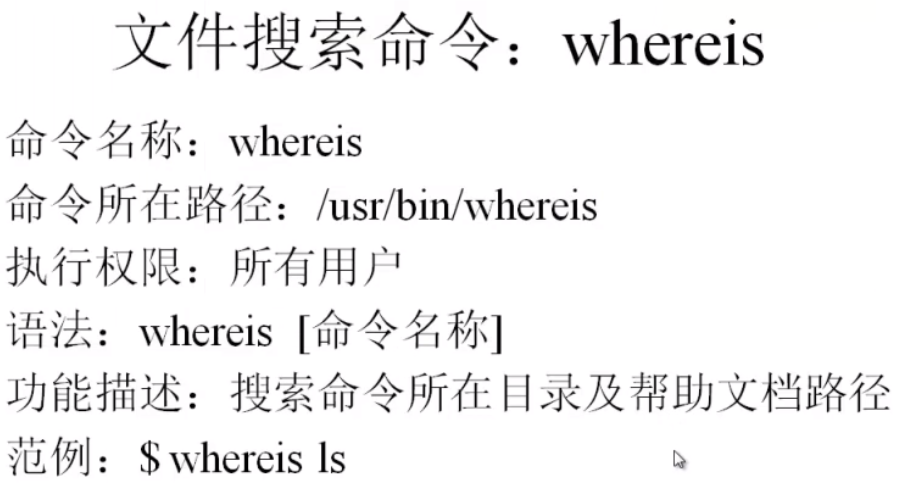 文件搜索命令：whereis
命令名称：whereis
命令所在路径：/usr/bin/whereis
执行权限：所有用户
语法：whereis [命令名称]
功能描述：搜索命令所在目录及帮助文档路径
范例：$ whereis ls